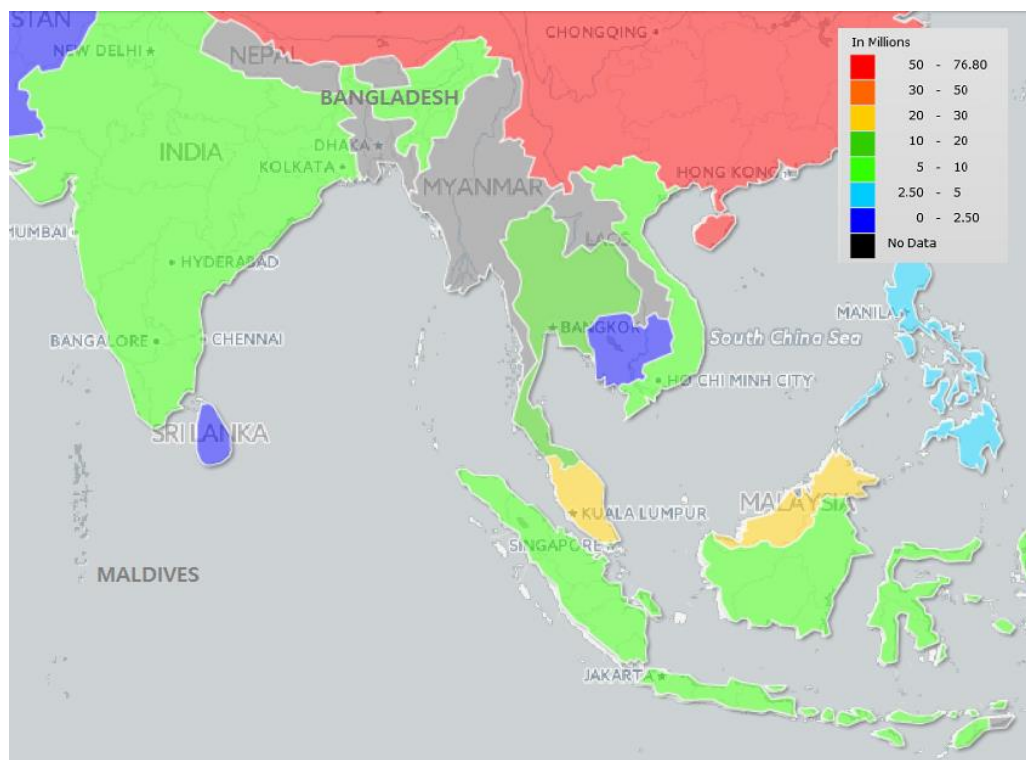 STAN
NEW DELHI
NEPAL
CHONGQING
In Millions
50 - 76.80
30 - 50
20 - 30
10 - 20
5 - 10
2.50 - 5
0 - 2.50
No Data
BANGLADESH
DHAKA
INDIA
KOLKATA
MYANMAR
HONG KONG
MUMBAI
HYDERABAD
LAOS
BANGALORE
CHENNAI
BANGKOK
South China Sea
MANILA
HO CHI MINH CITY
SRI LANKA
MALAYSIA
KUALA LUMPUR
SINGAPORE
MALDIVES
JAKARTA